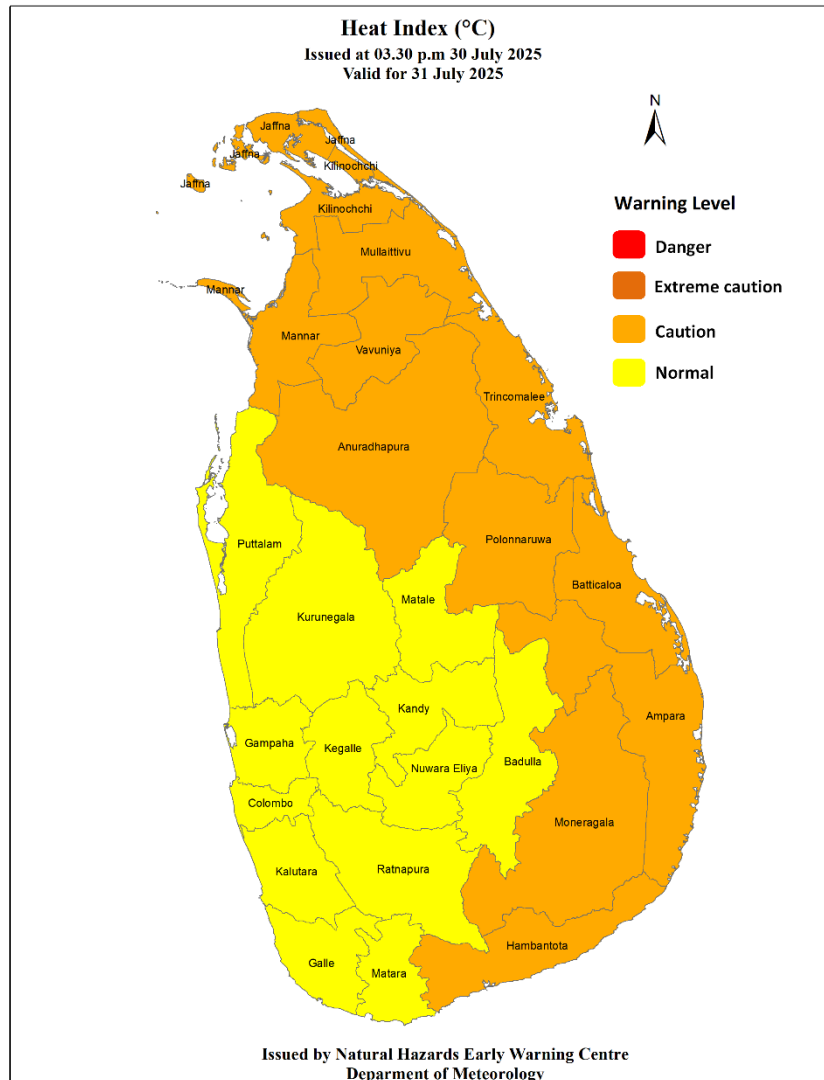 Heat Index (°C)
Issued at 03.30 p.m 30 July 2025
Valid for 31 July 2025
N
Warning Level
Danger
Extreme caution
Caution
Normal
Jaffna
Jaffna
Jaffna
Kilinochchi
Jaffna
Kilinochchi
Mullaittivu
Mannar
Mannar
Vavuniya
Trincomalee
Anuradhapura
Polonnaruwa
Puttalam
Batticaloa
Matale
Kurunegala
Kandy
Ampara
Gampaha
Kegalle
Badulla
Nuwara Eliya
Colombo
Moneragala
Kalutara
Ratnapura
Hambantota
Galle
Matara
Issued by Natural Hazards Early Warning Centre
Deparment of Meteorology